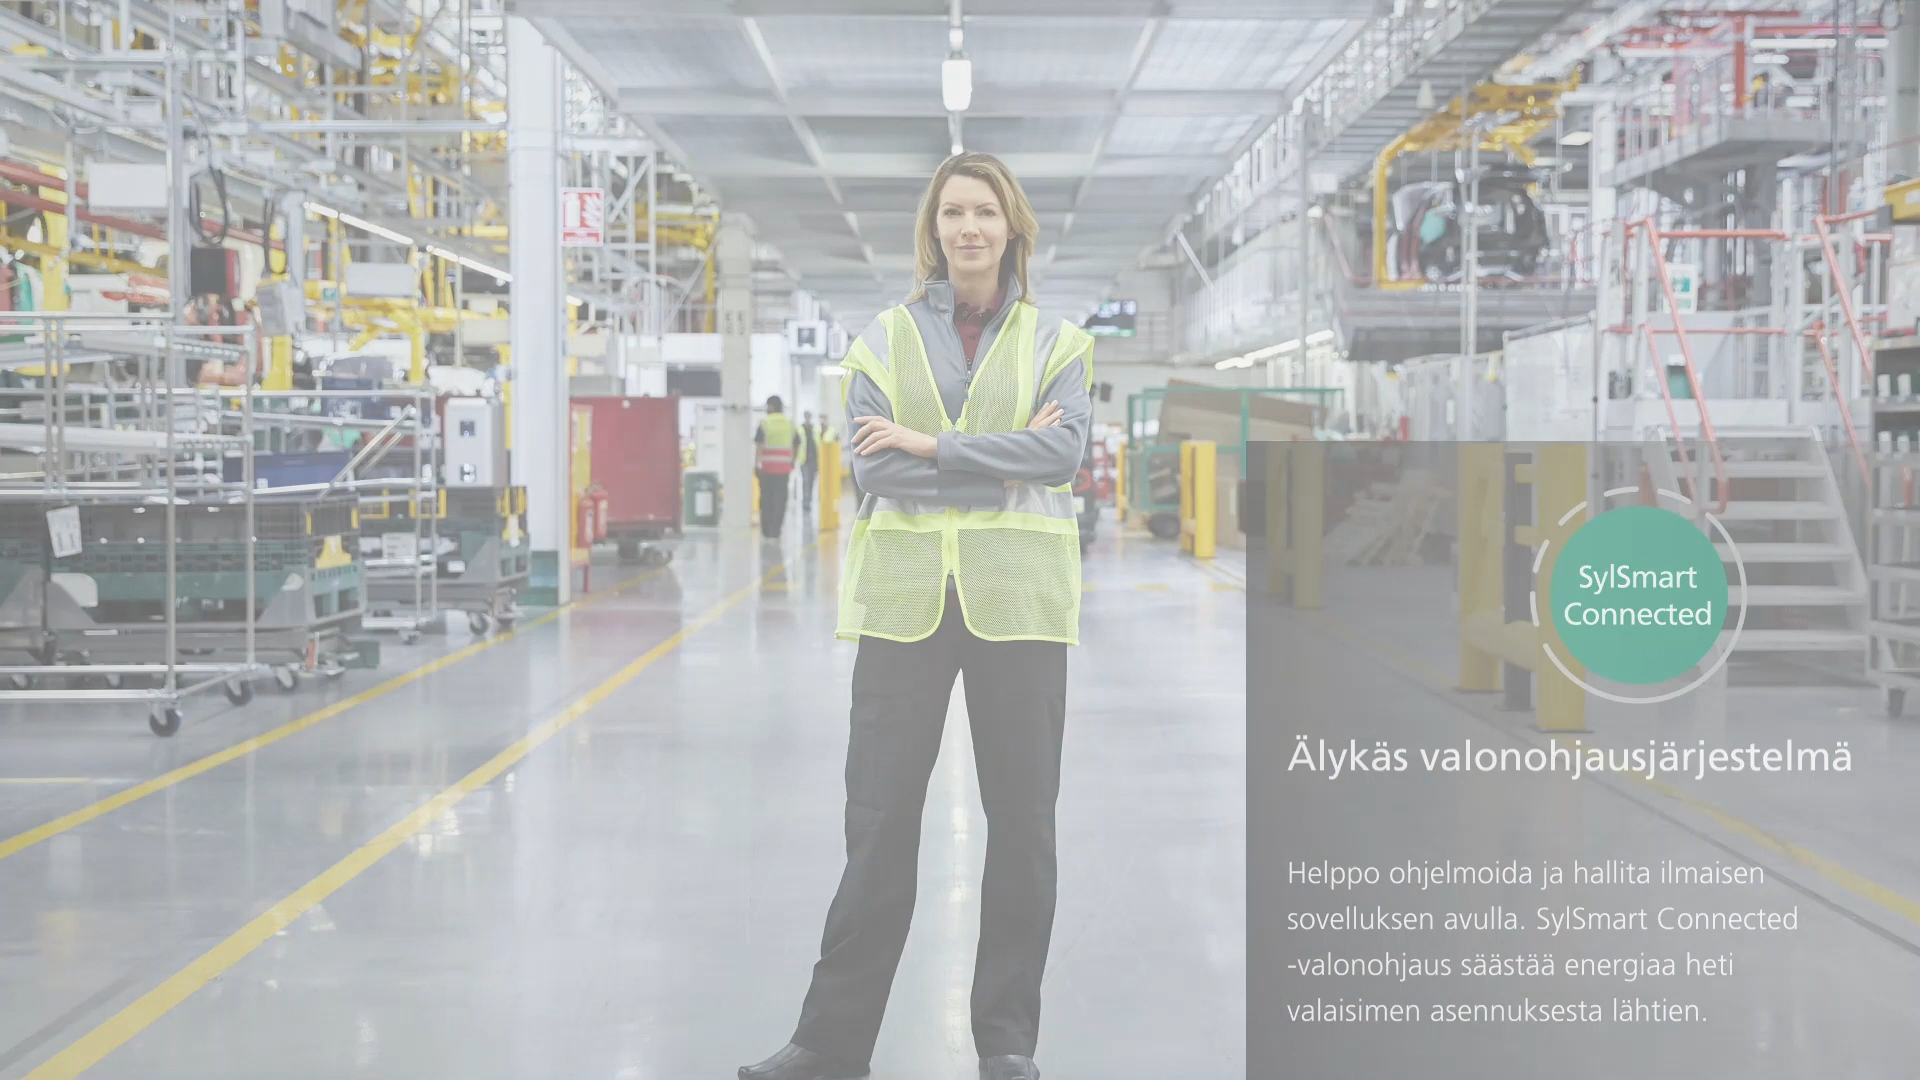 SylSmart
Connected
Älykäs valonohjausjärjestelmä
Helppo ohjelmoida ja hallita ilmaisen
sovelluksen avulla. SylSmart Connected
-valonohjaus säästää energiaa heti
valaisimen asennuksesta lähtien.